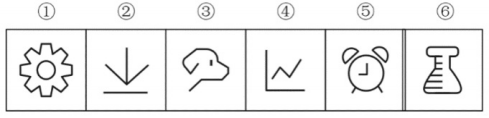 ① ② ③ ④ ⑤ ⑥